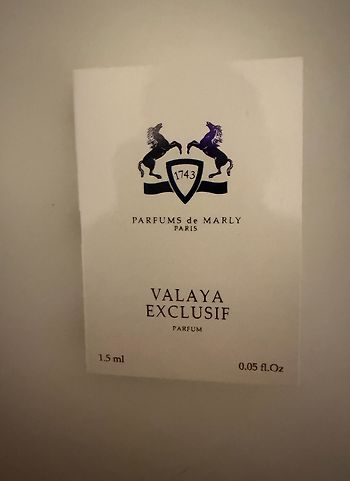 1743
PARFUMS de MARLY
PARIS
VALAYA
EXCLUSIF
PARFUM
1.5 ml
0.05 fl.Oz